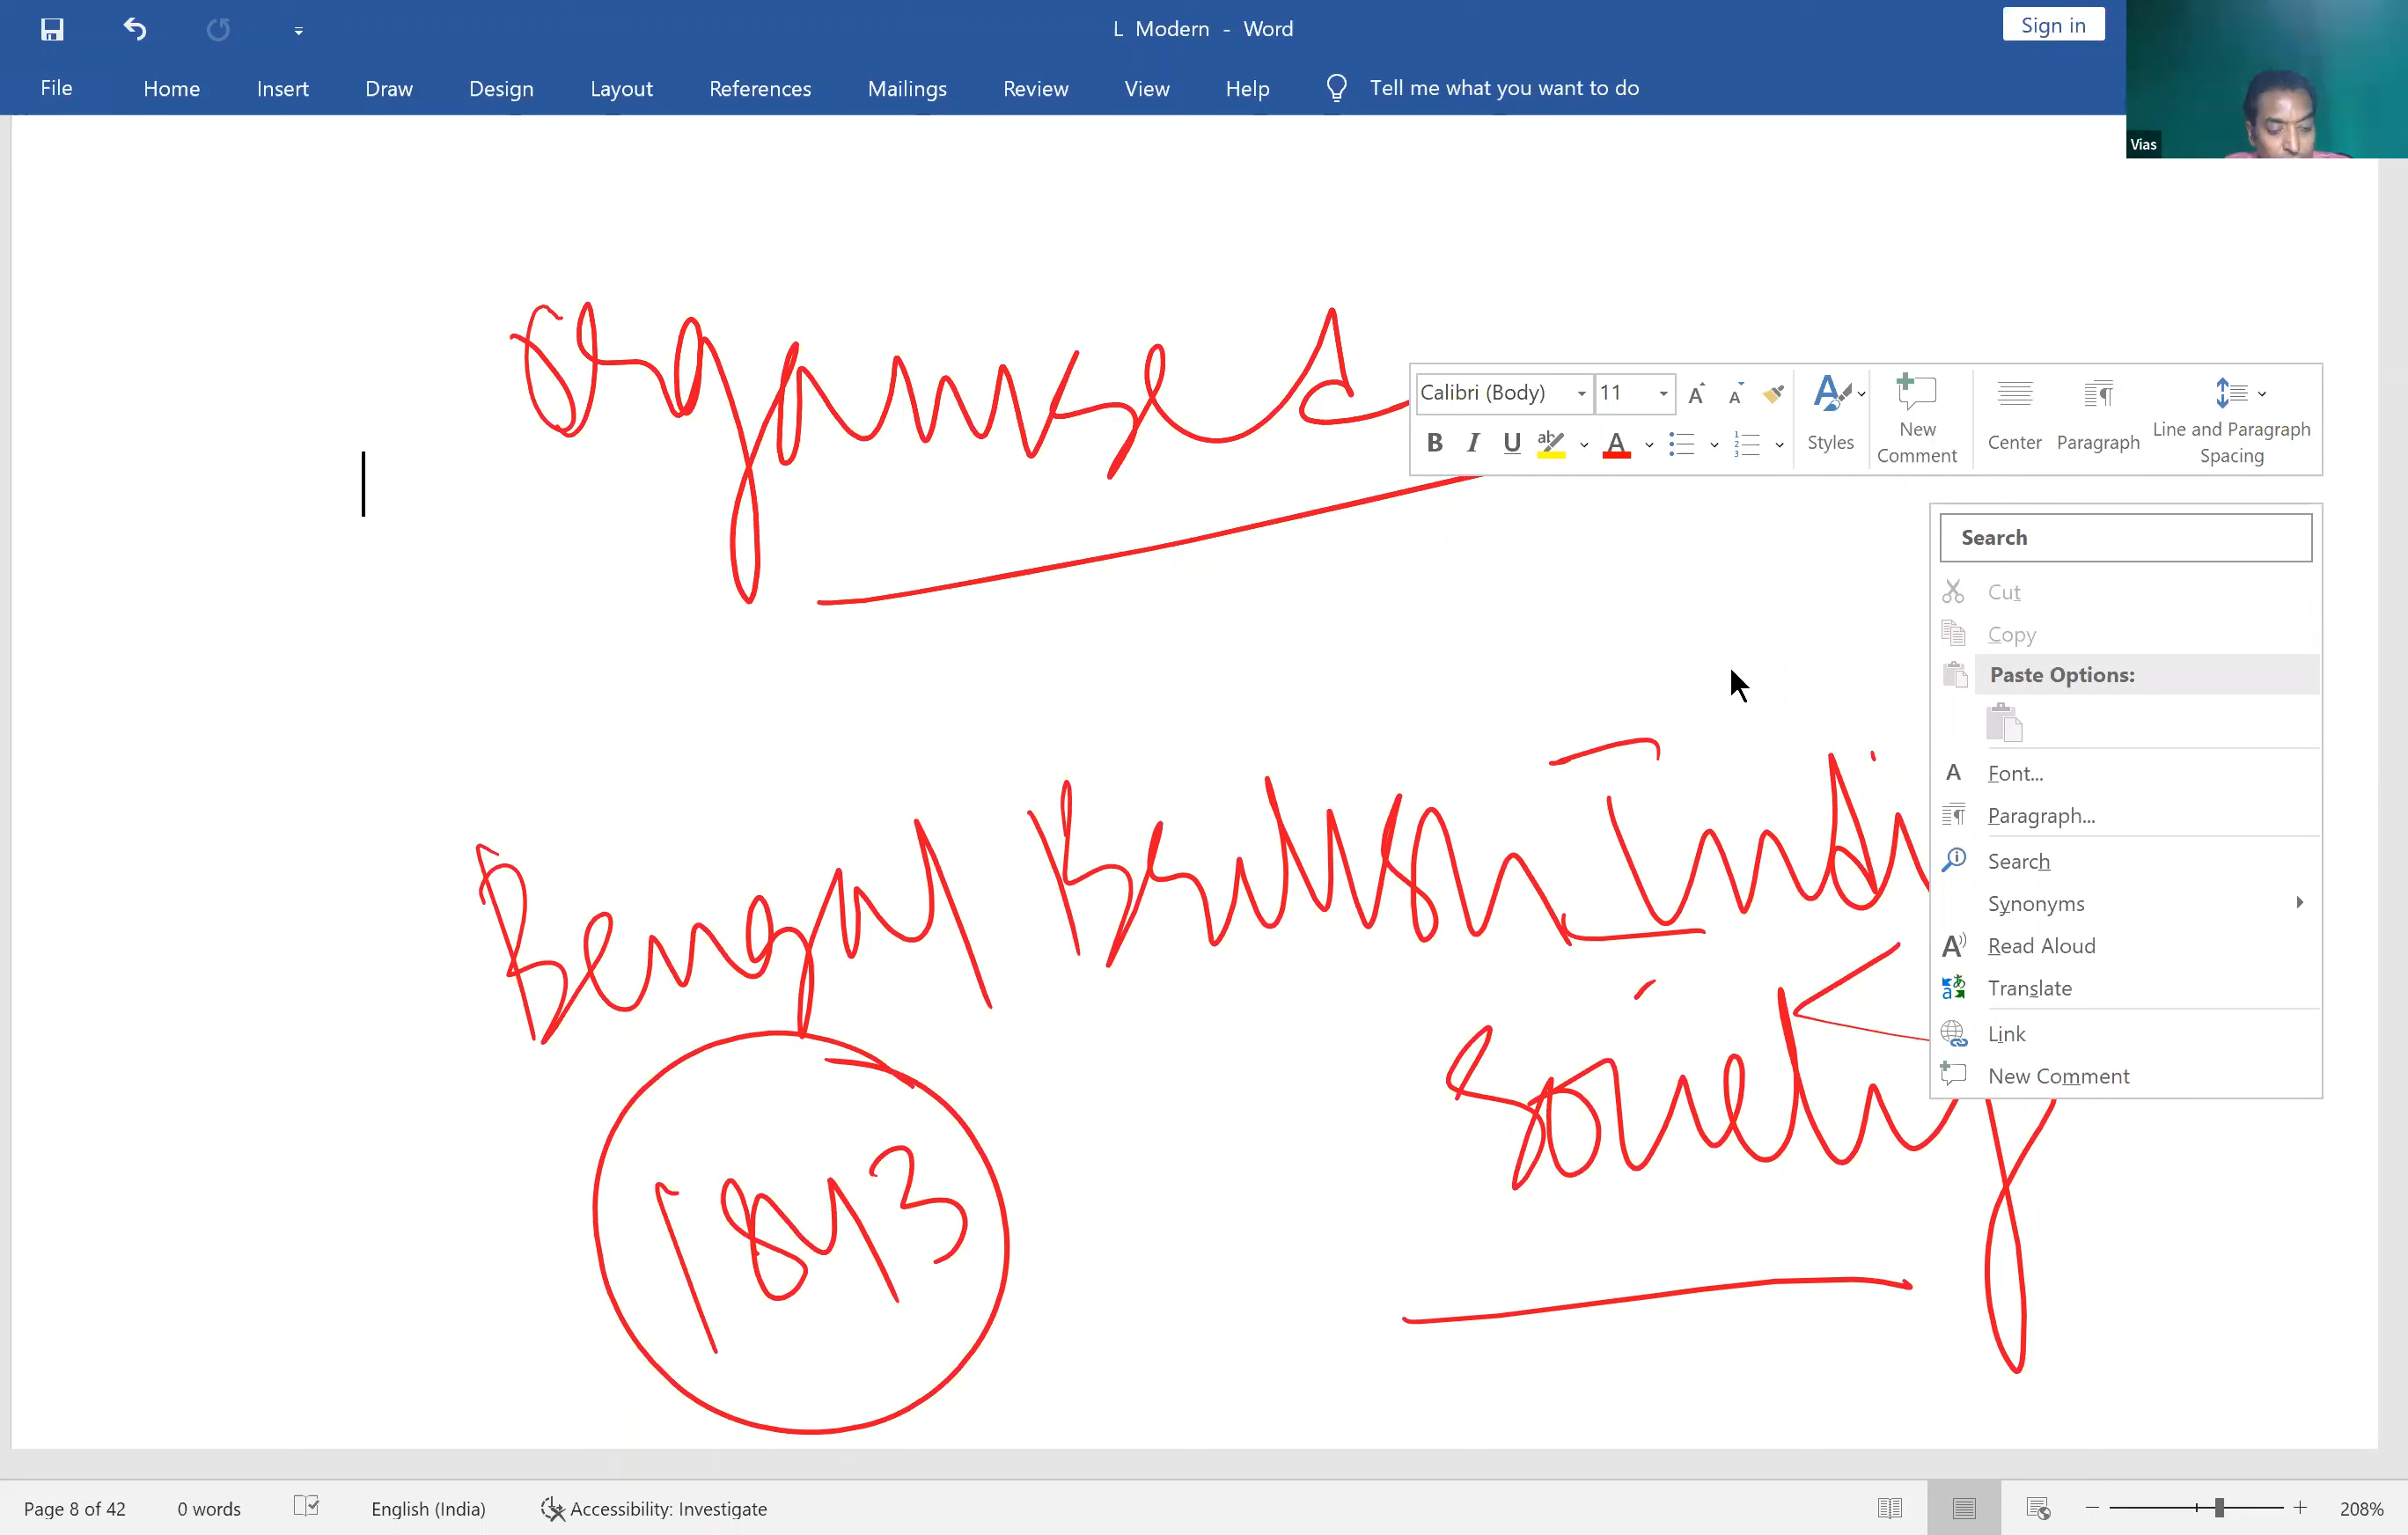 L Modern - Word
Sign in
File Home Insert Draw Design Layout References Mailings Review View Help Tell me what you want to do
Vias
Organised
Calibri (Body) 11 A A
B I U ab A
Styles
New
Comment
Center
Paragraph
Line and Paragraph
Spacing
Search
Cut
Copy
Paste Options:
A Font...
Paragraph...
Search
Synonyms
A Read Aloud
Translate
Link
New Comment
Bengal British Indi
Society
1843
Page 8 of 42 0 words English (India) Accessibility: Investigate 208%